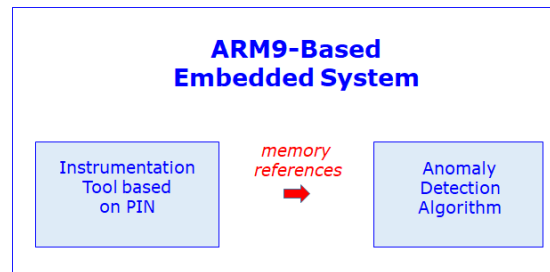 ARM9-Based
Embedded System
Instrumentation
Tool based
on PIN
memory
references
Anomaly
Detection
Algorithm